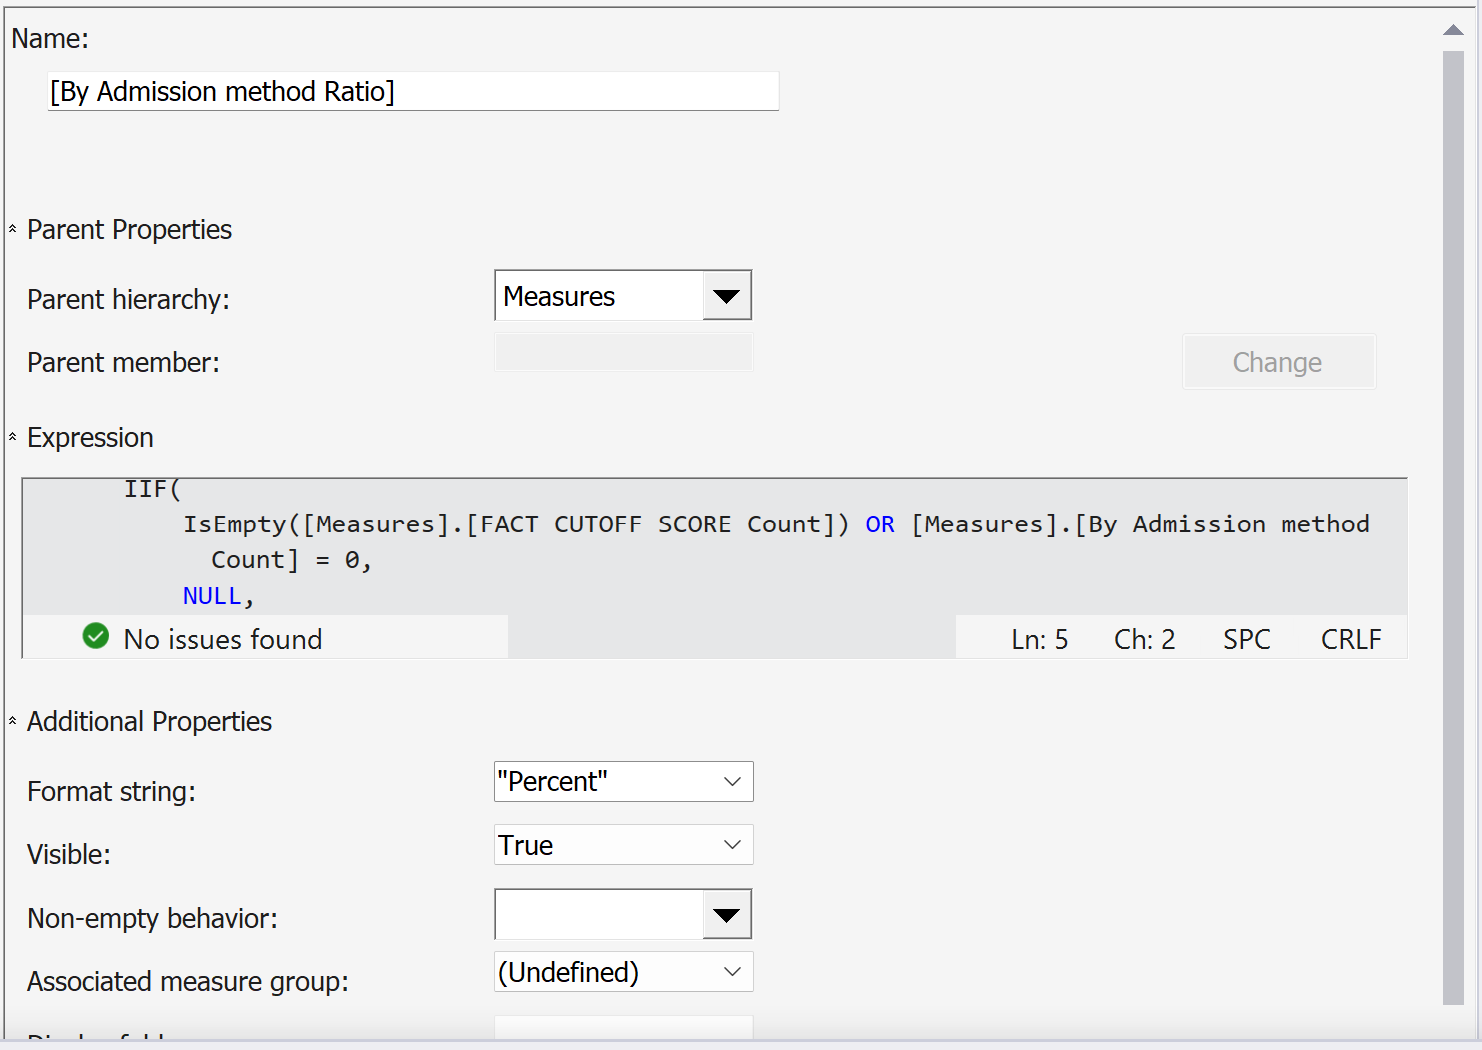 Name:
[By Admission method Ratio]
Parent Properties
Parent hierarchy:
Measures
Parent member:
Change
Expression
IIF(
IsEmpty([Measures].[FACT CUTOFF SCORE Count]) OR [Measures].[By Admission method
Count] = 0,
NULL,
No issues found
Ln: 5
Ch: 2
SPC
CRLF
Additional Properties
Format string:
"Percent"
Visible:
True
Non-empty behavior:
Associated measure group:
(Undefined)